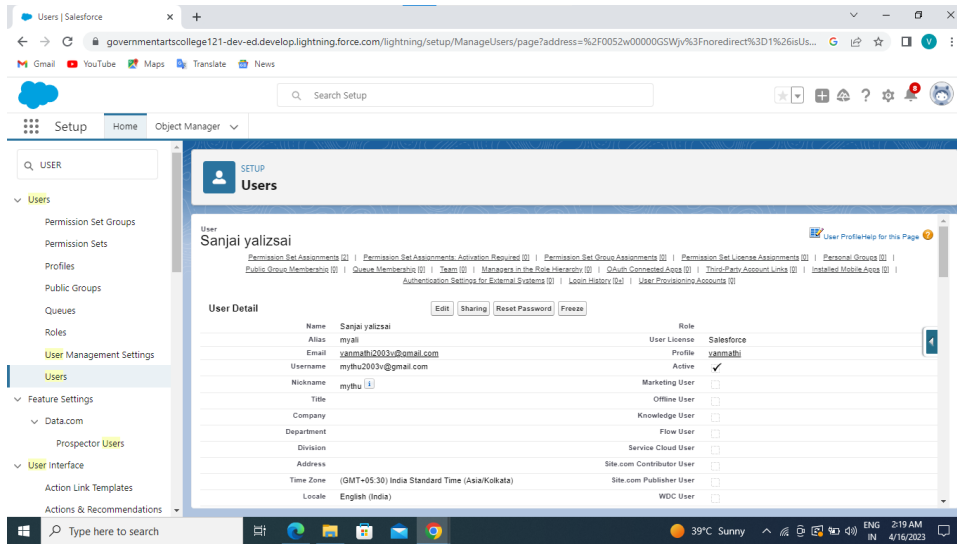 Users | Salesforce
governmentartscollege121-dev-ed.develop.lightning.force.com/lightning/setup/ManageUsers/page?address=%2F0052w00000GSWjv%3Fnoredirect%3D1%26isUs...
Gmail YouTube Maps Translate News
Search Setup
8
Setup Home Object Manager
USER
Users
Permission Set Groups
Permission Sets
Profiles
Public Groups
Queues
Roles
User Management Settings
Users
Feature Settings
Data.com
Prospector Users
User Interface
Action Link Templates
Actions & Recommendations
SETUP
Users
User
Sanjai yalizsai
User Profile Help for this Page
Permission Set Assignments [2] | Permission Set Assignments: Activation Required [0] | Permission Set Group Assignments [0] | Permission Set License Assignments [0] | Personal Groups [0] |
Public Group Membership [0] | Queue Membership [0] | Team [0] | Managers in the Role Hierarchy [0] | OAuth Connected Apps [0] | Third-Party Account Links [0] | Installed Mobile Apps [0] |
Authentication Settings for External Systems [0] | Login History [0+] | User Provisioning Accounts [0]
User Detail Edit Sharing Reset Password Freeze
Name Sanjai yalizsai Role
Alias myali User License Salesforce
Email vanmathi2003v@gmail.com Profile vanmathi
Username mythu2003v@gmail.com Active
Nickname mythu i Marketing User
Title Offline User
Company Knowledge User
Department Flow User
Division Service Cloud User
Address Site.com Contributor User
Time Zone (GMT+05:30) India Standard Time (Asia/Kolkata) Site.com Publisher User
Locale English (India) WDC User
Type here to search
39°C Sunny
ENG
IN
2:19 AM
4/16/2023